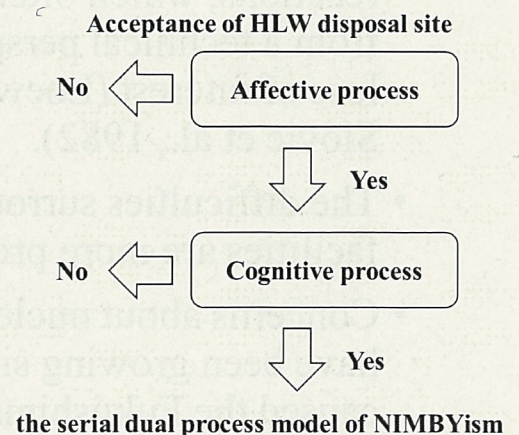 Acceptance of HLW disposal site
No
Affective process
Yes
No
Cognitive process
Yes
the serial dual process model of NIMBYism